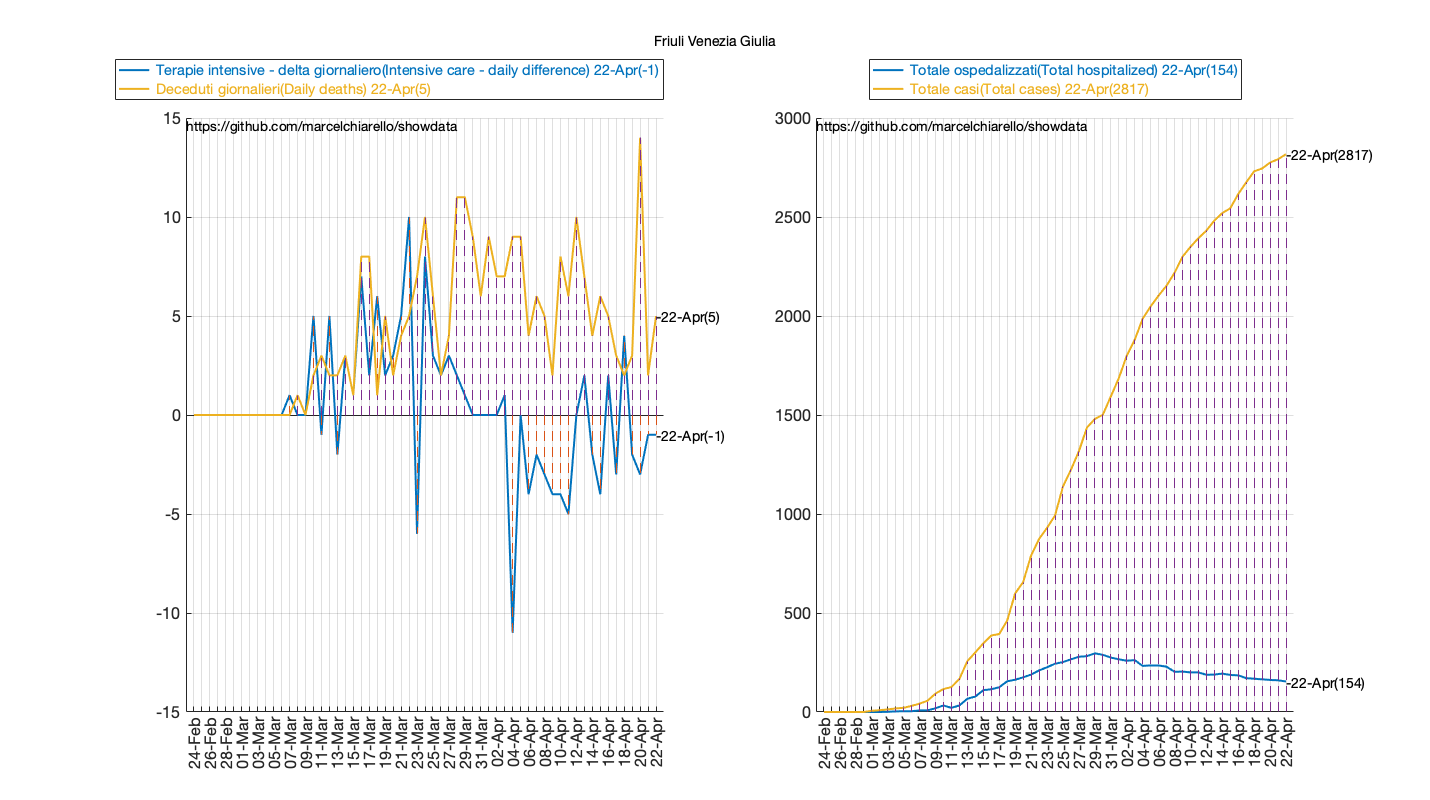 Friuli Venezia Giulia
Terapie intensive - delta giornaliero(Intensive care - daily difference) 22-Apr(-1)
Deceduti giornalieri(Daily deaths) 22-Apr(5)
https://github.com/marcelchiarello/showdata
15
10
5
0
-5
-10
-15
22-Apr(5)
22-Apr(-1)
24-Feb
26-Feb
28-Feb
01-Mar
03-Mar
05-Mar
07-Mar
09-Mar
11-Mar
13-Mar
15-Mar
17-Mar
19-Mar
21-Mar
23-Mar
25-Mar
27-Mar
29-Mar
31-Mar
02-Apr
04-Apr
06-Apr
08-Apr
10-Apr
12-Apr
14-Apr
16-Apr
18-Apr
20-Apr
22-Apr
Totale ospedalizzati(Total hospitalized) 22-Apr(154)
Totale casi(Total cases) 22-Apr(2817)
https://github.com/marcelchiarello/showdata
3000
2500
2000
1500
1000
500
0
22-Apr(2817)
22-Apr(154)
24-Feb
26-Feb
28-Feb
01-Mar
03-Mar
05-Mar
07-Mar
09-Mar
11-Mar
13-Mar
15-Mar
17-Mar
19-Mar
21-Mar
23-Mar
25-Mar
27-Mar
29-Mar
31-Mar
02-Apr
04-Apr
06-Apr
08-Apr
10-Apr
12-Apr
14-Apr
16-Apr
18-Apr
20-Apr
22-Apr